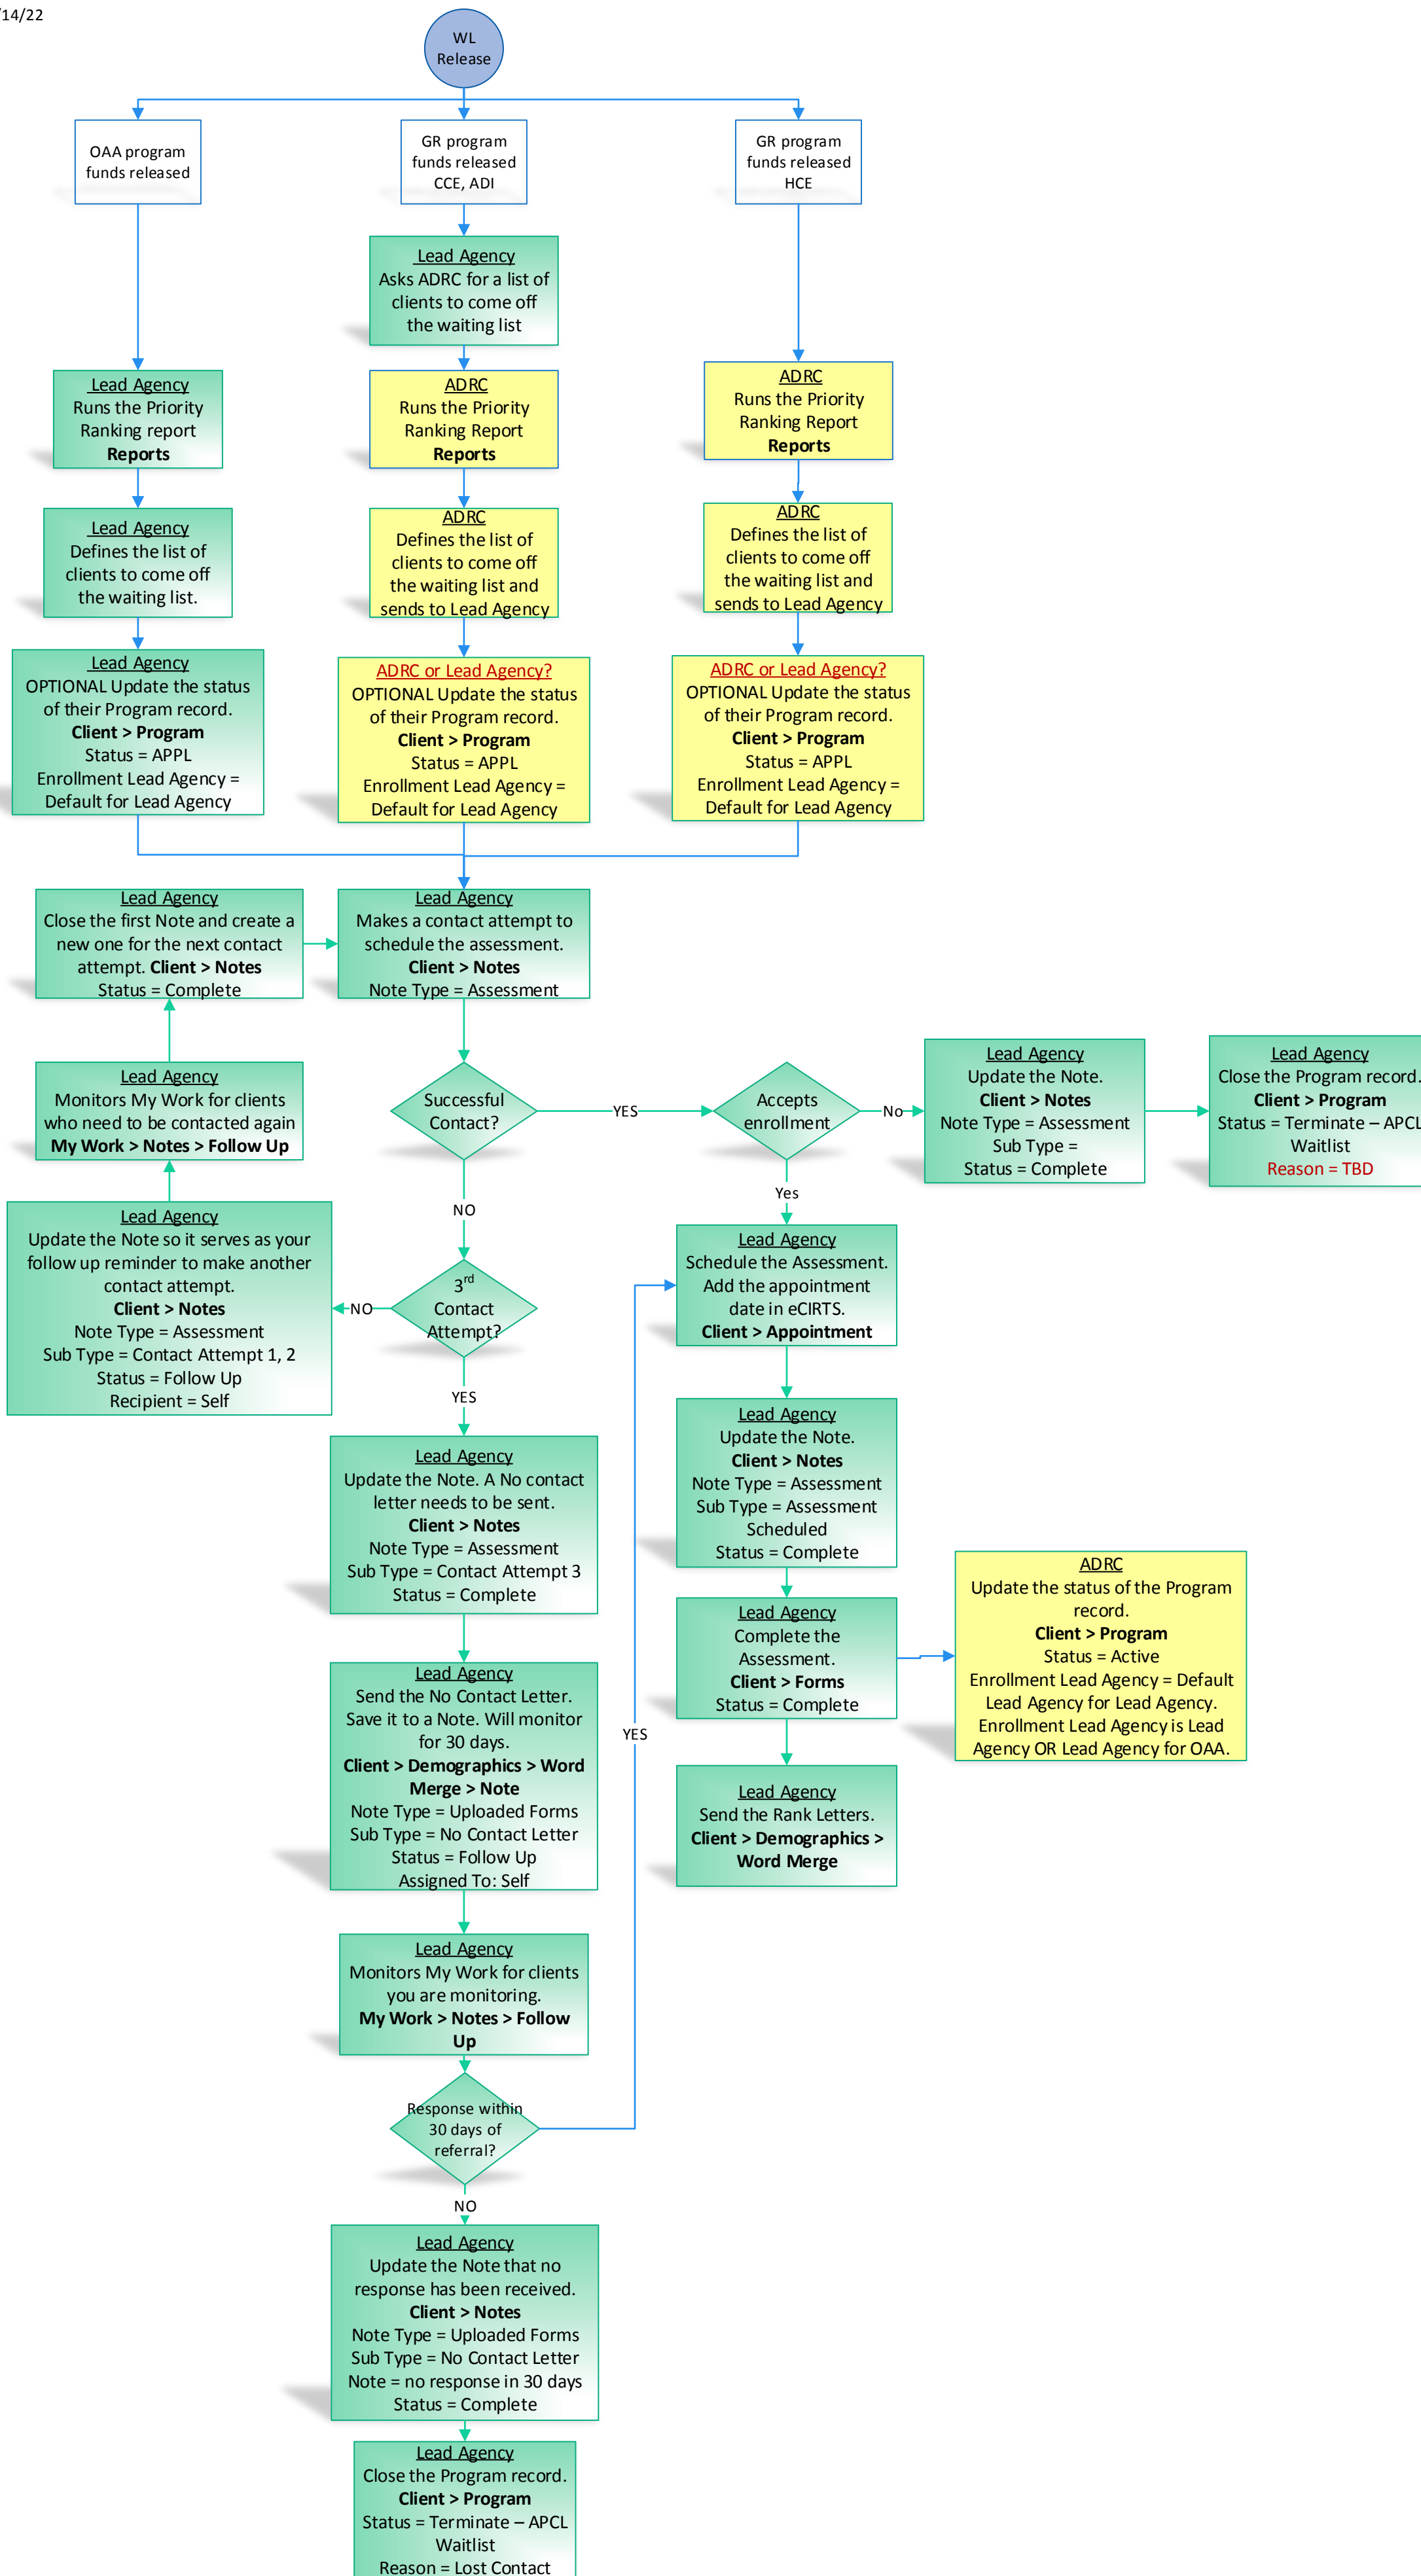 /14/22
WL
Release
OAA program
funds released
GR program
funds released
CCE, ADI
GR program
funds released
HCE
Lead Agency
Asks ADRC for a list of
clients to come off
the waiting list
Lead Agency
Runs the Priority
Ranking report
Reports
ADRC
Runs the Priority
Ranking Report
Reports
ADRC
Runs the Priority
Ranking Report
Reports
Lead Agency
Defines the list of
clients to come off
the waiting list.
ADRC
Defines the list of
clients to come off
the waiting list and
sends to Lead Agency
ADRC
Defines the list of
clients to come off
the waiting list and
sends to Lead Agency
Lead Agency
OPTIONAL Update the status
of their Program record.
Client > Program
Status = APPL
Enrollment Lead Agency =
Default for Lead Agency
ADRC or Lead Agency?
OPTIONAL Update the status
of their Program record.
Client > Program
Status = APPL
Enrollment Lead Agency =
Default for Lead Agency
ADRC or Lead Agency?
OPTIONAL Update the status
of their Program record.
Client > Program
Status = APPL
Enrollment Lead Agency =
Default for Lead Agency
Lead Agency
Close the first Note and create a
new one for the next contact
attempt. Client > Notes
Status = Complete
Lead Agency
Makes a contact attempt to
schedule the assessment.
Client > Notes
Note Type = Assessment
Lead Agency
Monitors My Work for clients
who need to be contacted again
My Work > Notes > Follow Up
Successful
Contact?
YES
Accepts
enrollment
No
Lead Agency
Update the Note.
Client > Notes
Note Type = Assessment
Sub Type =
Status = Complete
Lead Agency
Close the Program record.
Client > Program
Status = Terminate – APCL
Waitlist
Reason = TBD
NO
Yes
Lead Agency
Update the Note so it serves as your
follow up reminder to make another
contact attempt.
Client > Notes
Note Type = Assessment
Sub Type = Contact Attempt 1, 2
Status = Follow Up
Recipient = Self
NO
3rd
Contact
Attempt?
Lead Agency
Schedule the Assessment.
Add the appointment
date in eCIRTS.
Client > Appointment
YES
Lead Agency
Update the Note. A No contact
letter needs to be sent.
Client > Notes
Note Type = Assessment
Sub Type = Contact Attempt 3
Status = Complete
Lead Agency
Update the Note.
Client > Notes
Note Type = Assessment
Sub Type = Assessment
Scheduled
Status = Complete
Lead Agency
Complete the
Assessment.
Client > Forms
Status = Complete
ADRC
Update the status of the Program
record.
Client > Program
Status = Active
Enrollment Lead Agency = Default
Lead Agency for Lead Agency.
Enrollment Lead Agency is Lead
Agency OR Lead Agency for OAA.
Lead Agency
Send the No Contact Letter.
Save it to a Note. Will monitor
for 30 days.
Client > Demographics > Word
Merge > Note
Note Type = Uploaded Forms
Sub Type = No Contact Letter
Status = Follow Up
Assigned To: Self
YES
Lead Agency
Send the Rank Letters.
Client > Demographics >
Word Merge
Lead Agency
Monitors My Work for clients
you are monitoring.
My Work > Notes > Follow
Up
Response within
30 days of
referral?
NO
Lead Agency
Update the Note that no
response has been received.
Client > Notes
Note Type = Uploaded Forms
Sub Type = No Contact Letter
Note = no response in 30 days
Status = Complete
Lead Agency
Close the Program record.
Client > Program
Status = Terminate – APCL
Waitlist
Reason = Lost Contact